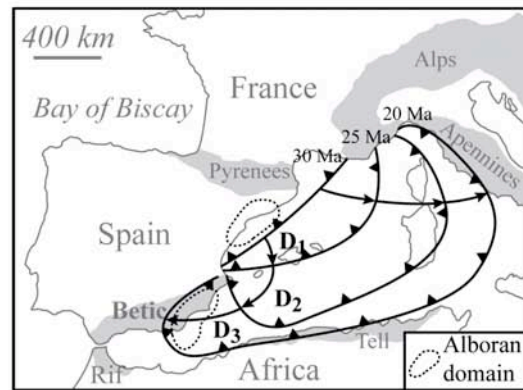 400 km
Alps
France
Bay of Biscay
20 Ma
25 Ma
Apennines
30 Ma
Pyrenees
Spain
D1
D2
Betic
D3
Tell
Rif
Africa
Alboran
domain